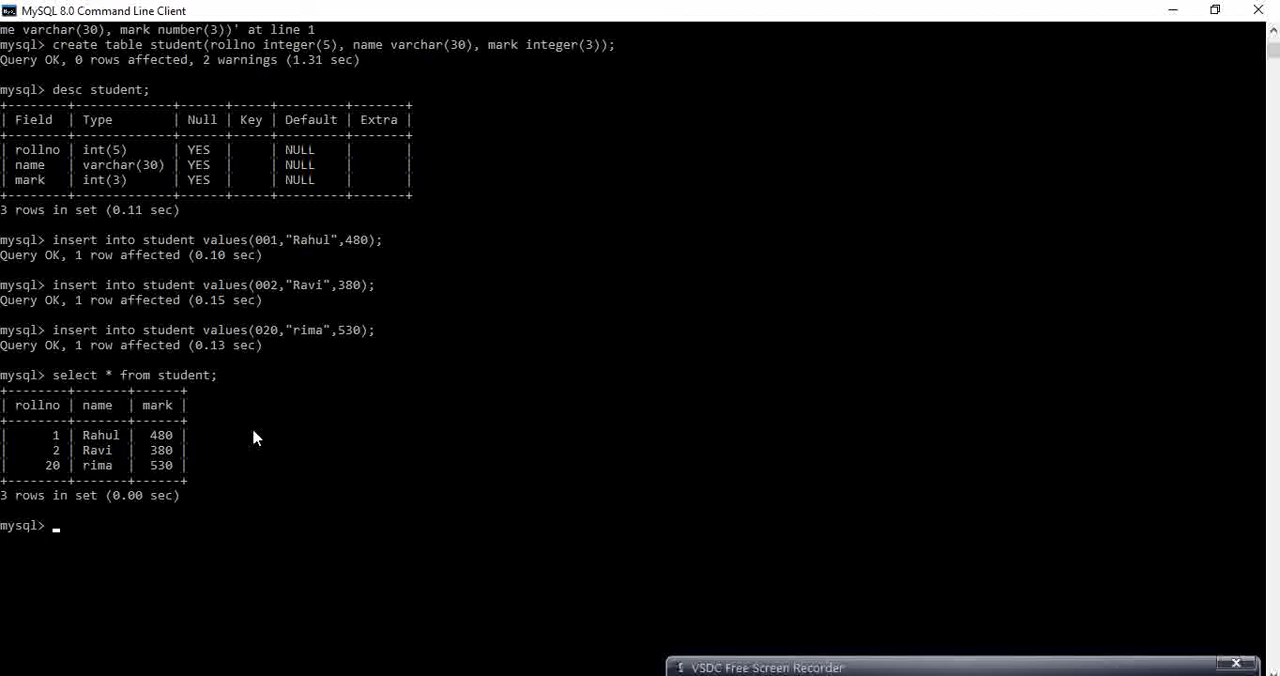 MySQL 8.0 Command Line Client
me varchar(30), mark number(3))' at line 1
mysql> create table student(rollno integer(5), name varchar(30), mark integer(3));
Query OK, 0 rows affected, 2 warnings (1.31 sec)
mysql> desc student;
+--------+-------------+------+-----+---------+-------+
| Field  | Type        | Null | Key | Default | Extra |
+--------+-------------+------+-----+---------+-------+
| rollno | int(5)      | YES  |     | NULL    |       |
| name   | varchar(30) | YES  |     | NULL    |       |
| mark   | int(3)      | YES  |     | NULL    |       |
+--------+-------------+------+-----+---------+-------+
3 rows in set (0.11 sec)
mysql> insert into student values(001,"Rahul",480);
Query OK, 1 row affected (0.10 sec)
mysql> insert into student values(002,"Ravi",380);
Query OK, 1 row affected (0.15 sec)
mysql> insert into student values(020,"rima",530);
Query OK, 1 row affected (0.13 sec)
mysql> select * from student;
+--------+-------+------+
| rollno | name  | mark |
+--------+-------+------+
|      1 | Rahul |  480 |
|      2 | Ravi  |  380 |
|     20 | rima  |  530 |
+--------+-------+------+
3 rows in set (0.00 sec)
mysql> _
VSDC Free Screen Recorder